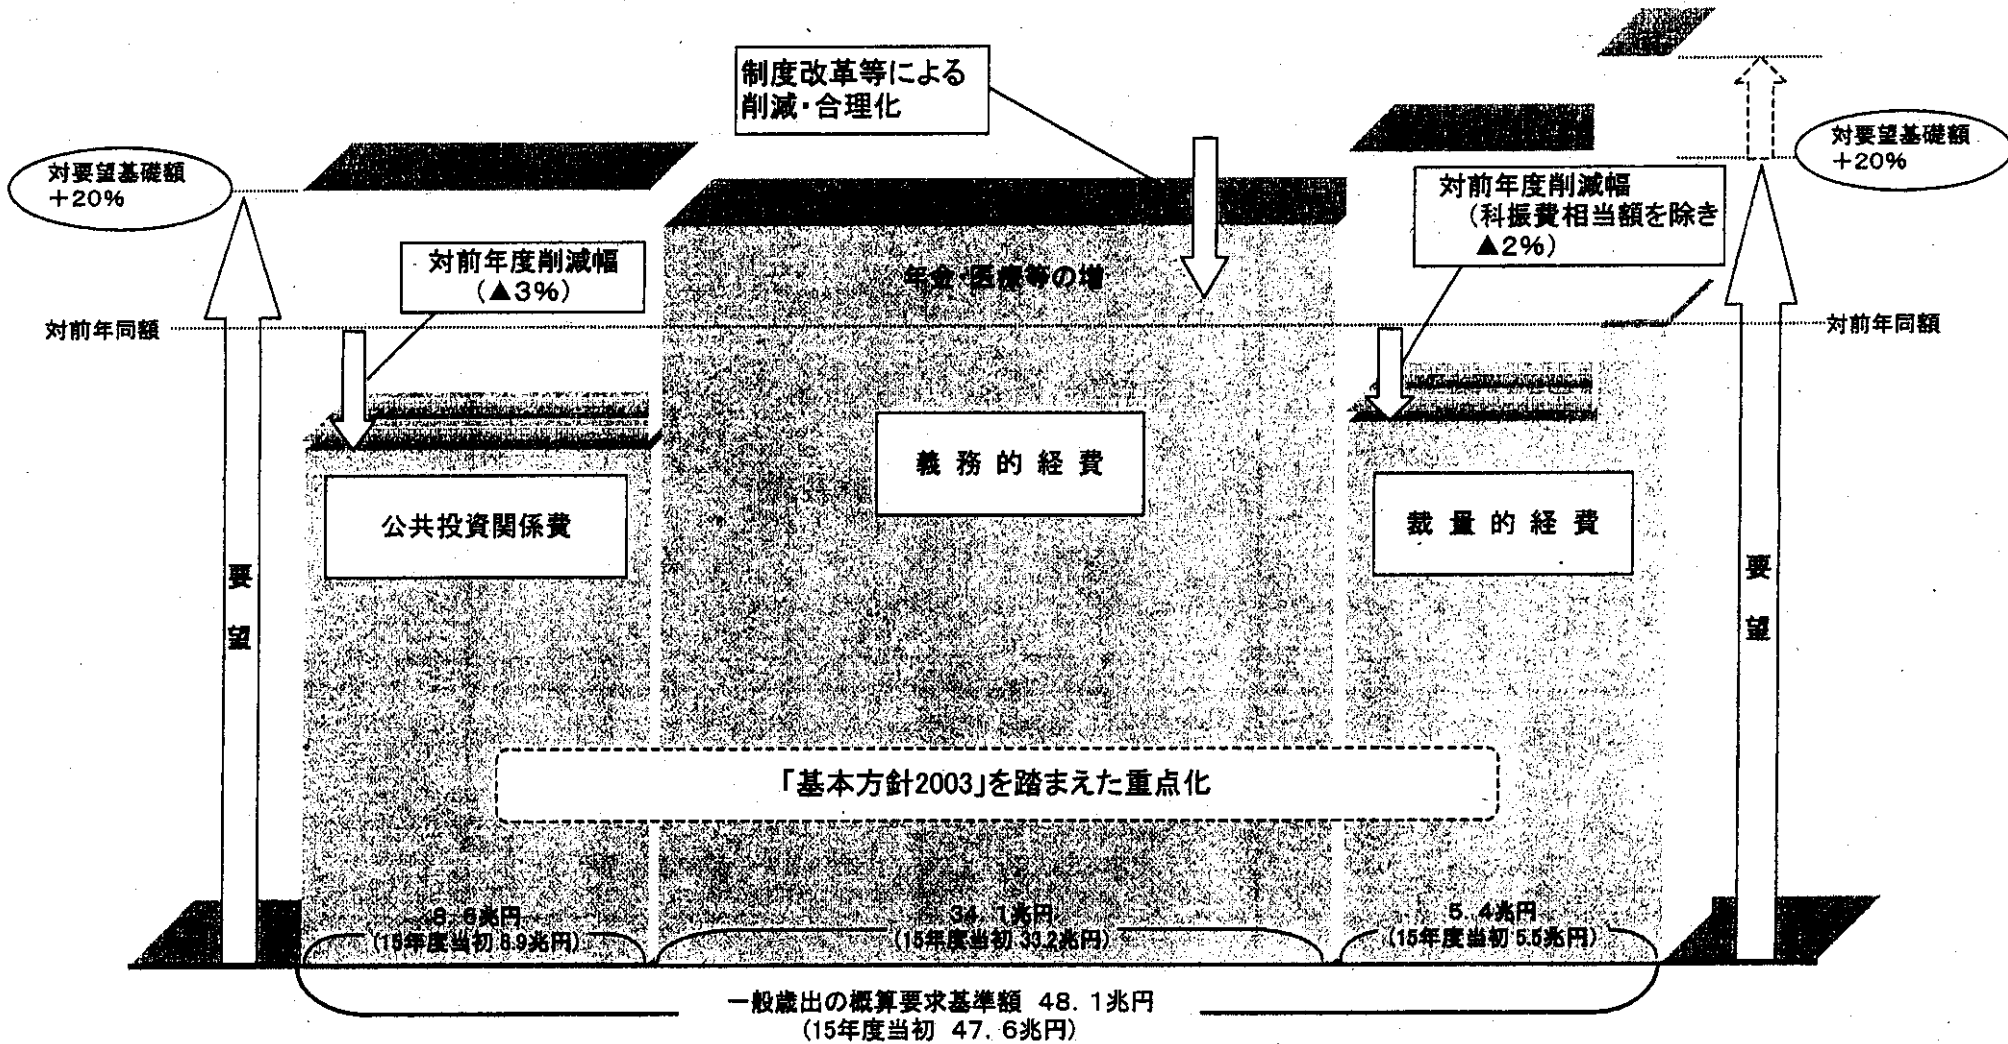 制度改革等による
削減・合理化
対要望基礎額
+20%
対要望基礎額
+20%
対前年度削減幅
(科振費相当額を除き
▲2%)
対前年度削減幅
(▲3%)
年金・医療等の増
対前年同額
対前年同額
義務的経費
公共投資関係費
裁量的経費
要望
要望
「基本方針2003」を踏まえた重点化
8.6兆円
(15年度当初 8.9兆円)
34.1兆円
(15年度当初 33.2兆円)
5.4兆円
(15年度当初 5.5兆円)
一般歳出の概算要求基準額 48.1兆円
(15年度当初 47.6兆円)